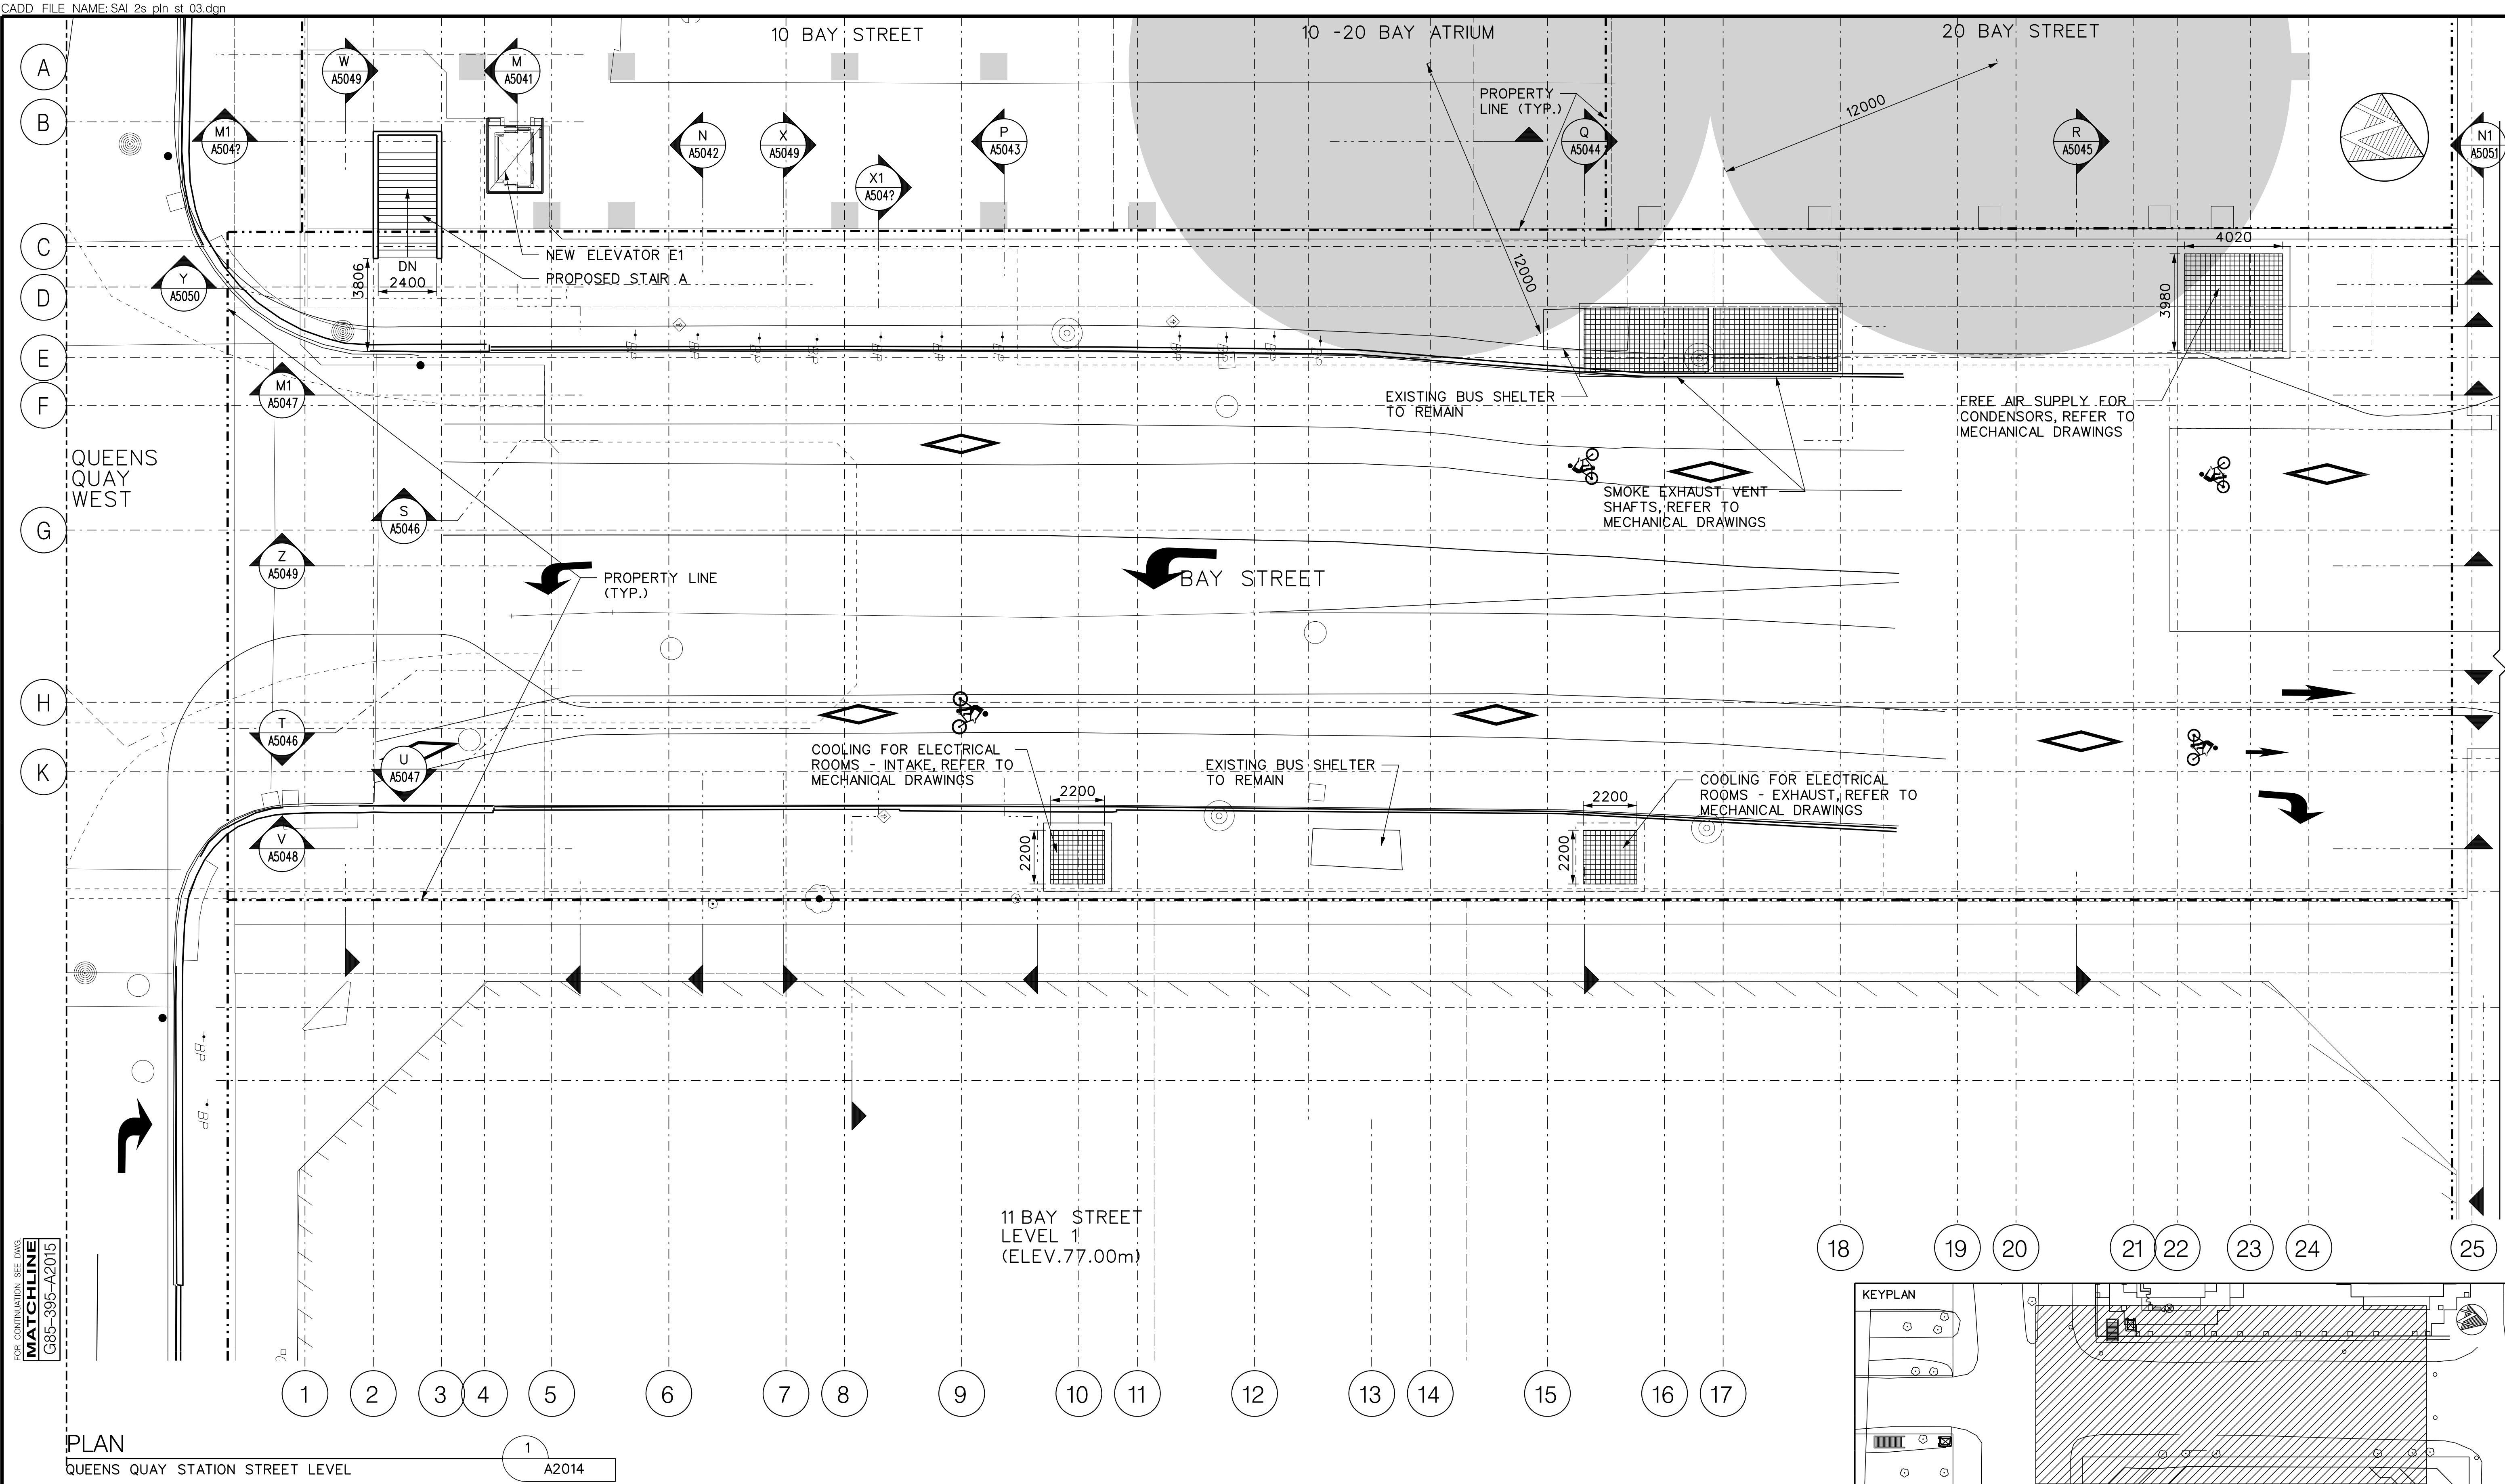 CADD FILE NAME: SAI_2s_pln_st_03.dgn
10 BAY STREET
10 -20 BAY ATRIUM
20 BAY STREET
A
B
C
D
E
F
G
H
K
W
A5049
M
A5041
M1
A504?
N
A5042
X
A5049
X1
A504?
P
A5043
PROPERTY
LINE (TYP.)
Q
A5044
12000
R
A5045
N1
A5051
NEW ELEVATOR E1
PROPOSED STAIR A
DN
2400
3806
Y
A5050
12000
4020
3980
M1
A5047
EXISTING BUS SHELTER
TO REMAIN
FREE AIR SUPPLY FOR
CONDENSORS, REFER TO
MECHANICAL DRAWINGS
QUEENS
QUAY
WEST
S
A5046
SMOKE EXHAUST VENT
SHAFTS, REFER TO
MECHANICAL DRAWINGS
Z
A5049
PROPERTY LINE
(TYP.)
BAY STREET
T
A5046
U
A5047
COOLING FOR ELECTRICAL
ROOMS - INTAKE, REFER TO
MECHANICAL DRAWINGS
EXISTING BUS SHELTER
TO REMAIN
COOLING FOR ELECTRICAL
ROOMS - EXHAUST, REFER TO
MECHANICAL DRAWINGS
2200
2200
2200
2200
V
A5048
BP
BP
11 BAY STREET
LEVEL 1
(ELEV.77.00m)
18
19
20
21
22
23
24
25
FOR CONTINUATION SEE DWG.
MATCHLINE
G85-395-A2015
KEYPLAN
1
2
3
4
5
6
7
8
9
10
11
12
13
14
15
16
17
PLAN
QUEENS QUAY STATION STREET LEVEL
1
A2014